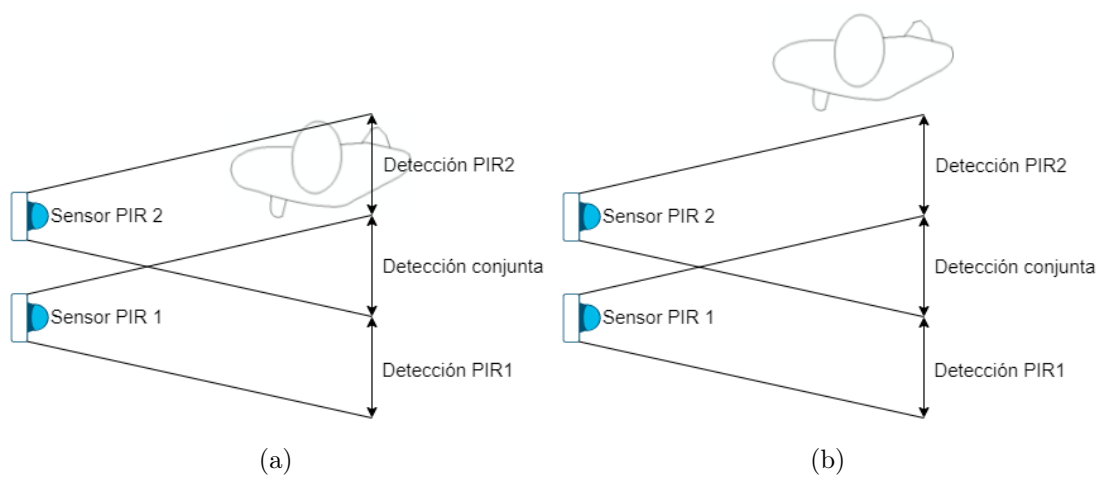 Detección PIR2
Sensor PIR 2
Detección conjunta
Sensor PIR 1
Detección PIR1
(a)
Detección PIR2
Sensor PIR 2
Detección conjunta
Sensor PIR 1
Detección PIR1
(b)